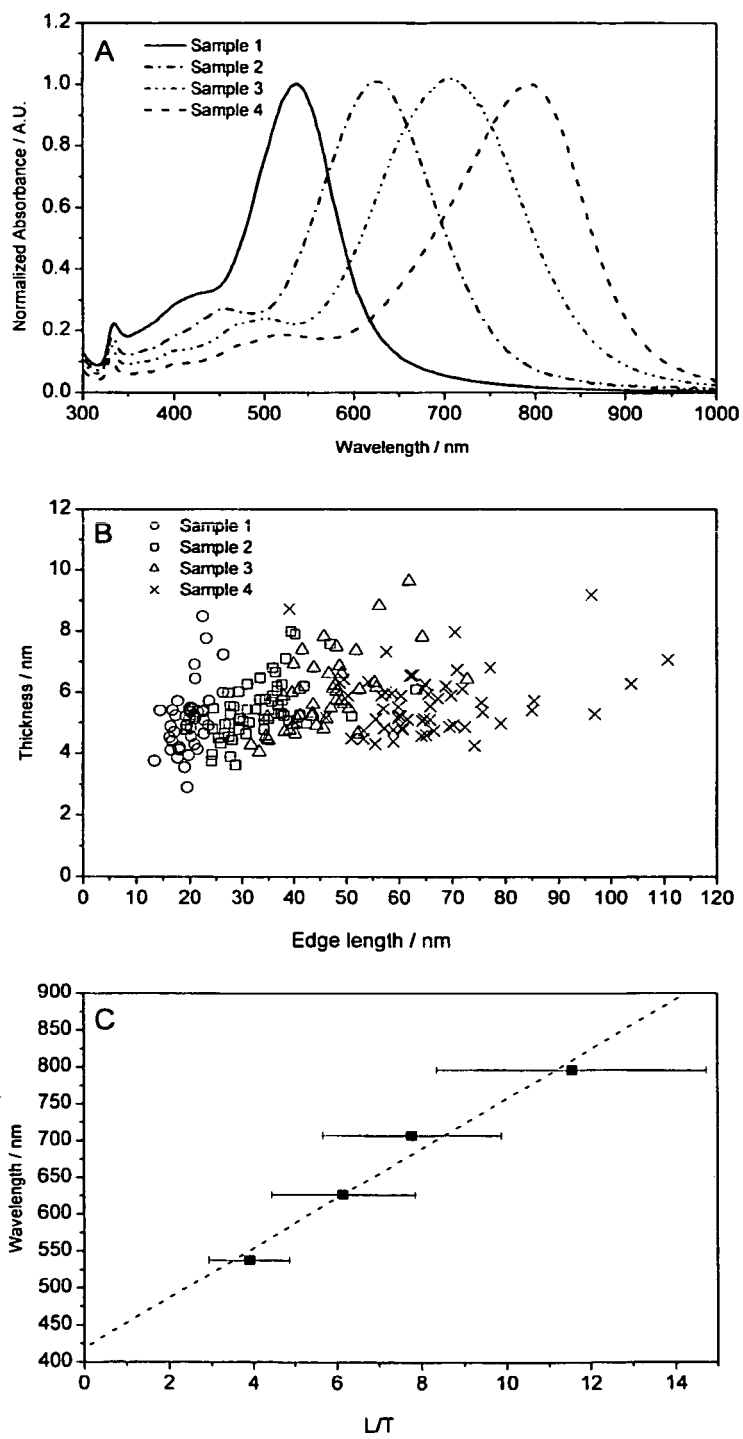 A
Sample 1
Sample 2
Sample 3
Sample 4
Normalized Absorbance / A.U.
1.2
1.0
0.8
0.6
0.4
0.2
0.0
300 400 500 600 700 800 900 1000
Wavelength / nm
B
Sample 1
Sample 2
Sample 3
Sample 4
Thickness / nm
12
10
8
6
4
2
0
0 10 20 30 40 50 60 70 80 90 100 110 120
Edge length / nm
C
Wavelength / nm
900
850
800
750
700
650
600
550
500
450
400
0 2 4 6 8 10 12 14
L/T